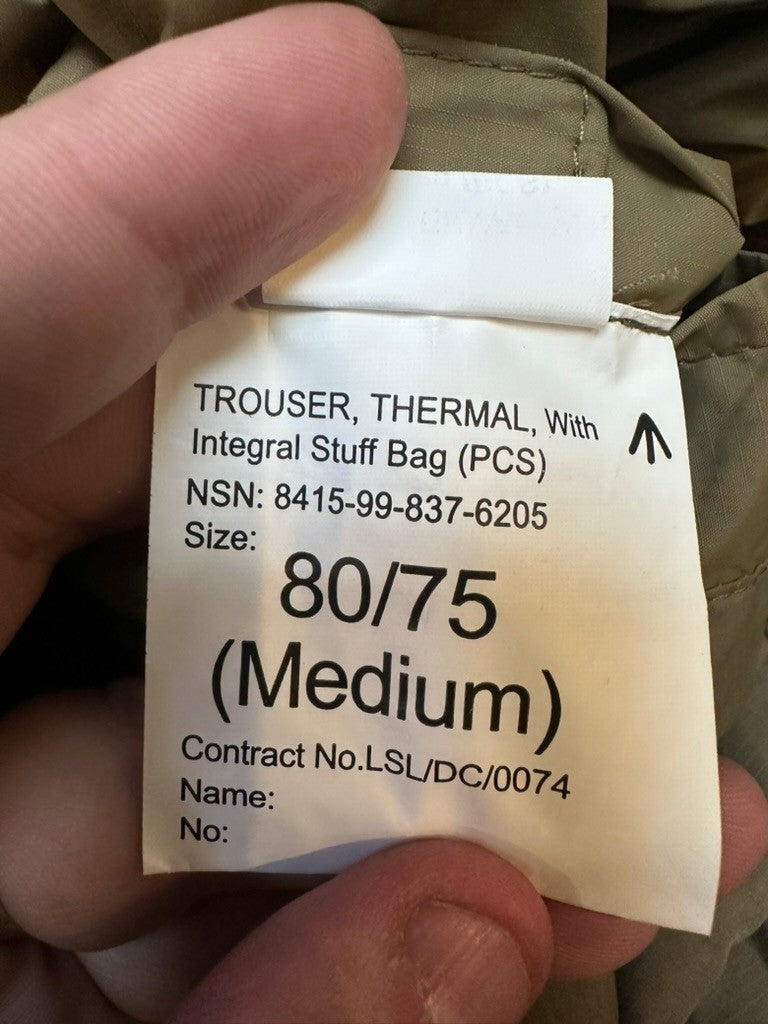 TROUSER, THERMAL, With
Integral Stuff Bag (PCS)
NSN: 8415-99-837-6205
Size:
80/75
(Medium)
Contract No.LSL/DC/0074
Name:
No: